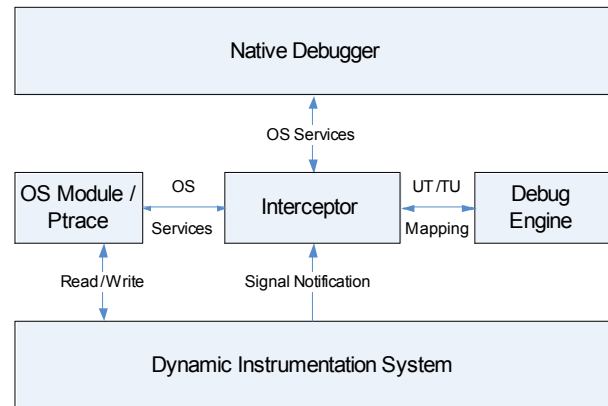 Native Debugger
OS Services
OS Module /
Ptrace
OS
Services
Interceptor
UT /TU
Mapping
Debug
Engine
Read /Write
Signal Notification
Dynamic Instrumentation System